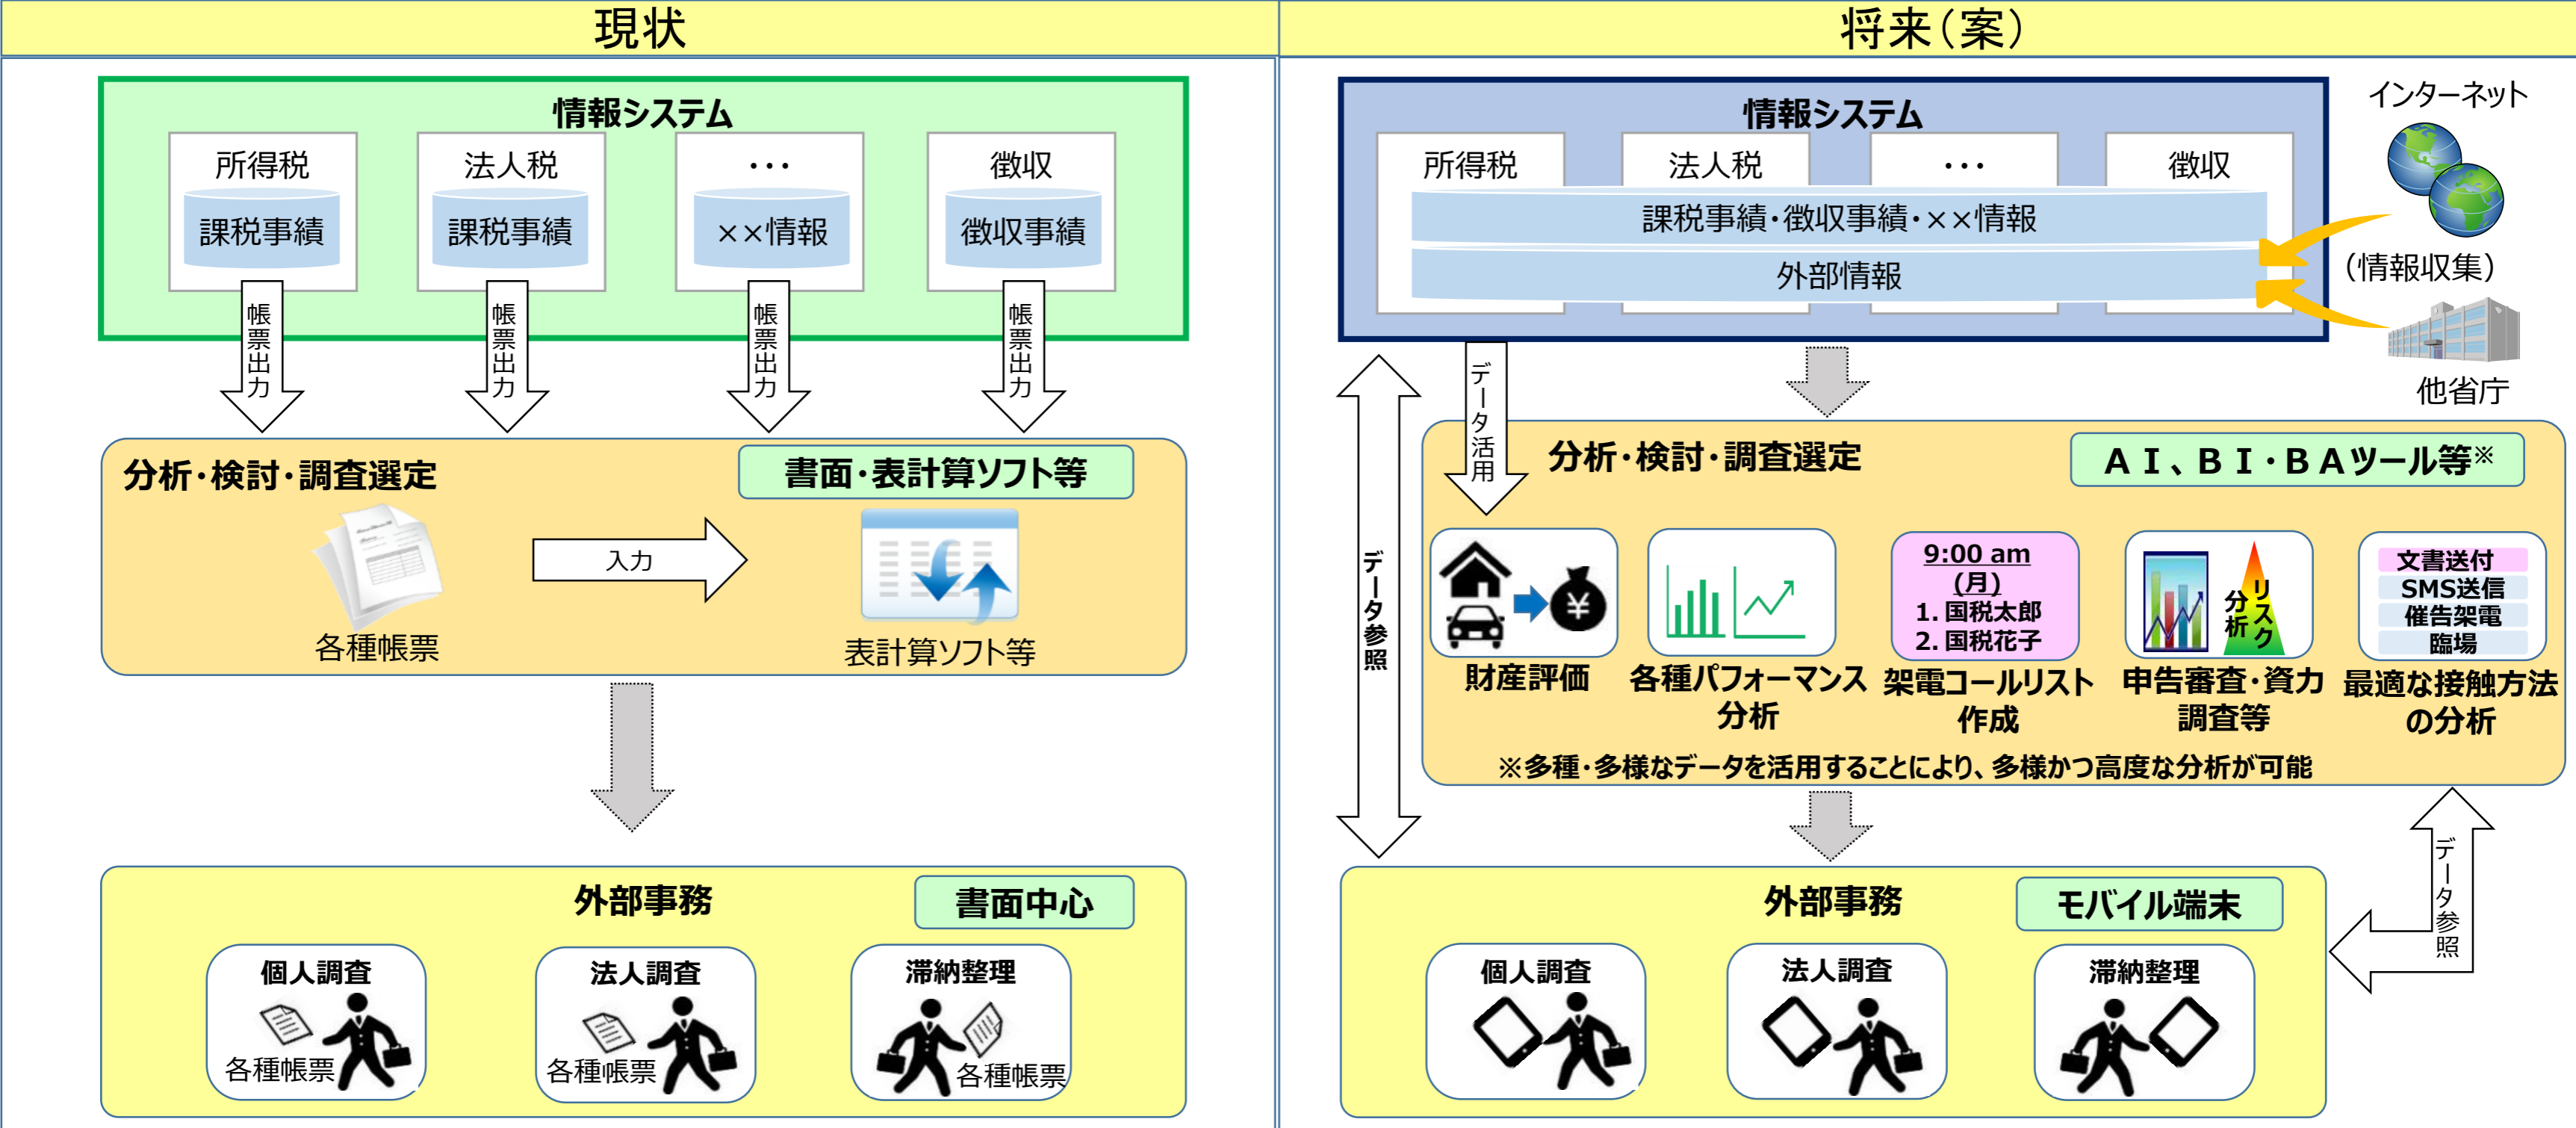 現状
情報システム
所得税
法人税
・・・
徴収
課税事績
課税事績
××情報
徴収事績
帳票出力
帳票出力
帳票出力
帳票出力
分析・検討・調査選定
書面・表計算ソフト等
入力
各種帳票
表計算ソフト等
外部事務
書面中心
個人調査
各種帳票
法人調査
各種帳票
滞納整理
各種帳票
将来（案）
情報システム
所得税
法人税
・・・
徴収
課税事績・徴収事績・××情報
外部情報
インターネット
（情報収集）
他省庁
データ活用
データ参照
分析・検討・調査選定
ＡＩ、ＢＩ・ＢＡツール等※
財産評価
各種パフォーマンス
分析
9:00 am
(月)
1. 国税太郎
2. 国税花子
架電コールリスト
作成
リスク
分析
申告審査・資力
調査等
文書送付
SMS送信
催告架電
臨場
最適な接触方法
の分析
※多種・多様なデータを活用することにより、多様かつ高度な分析が可能
データ参照
外部事務
モバイル端末
個人調査
法人調査
滞納整理